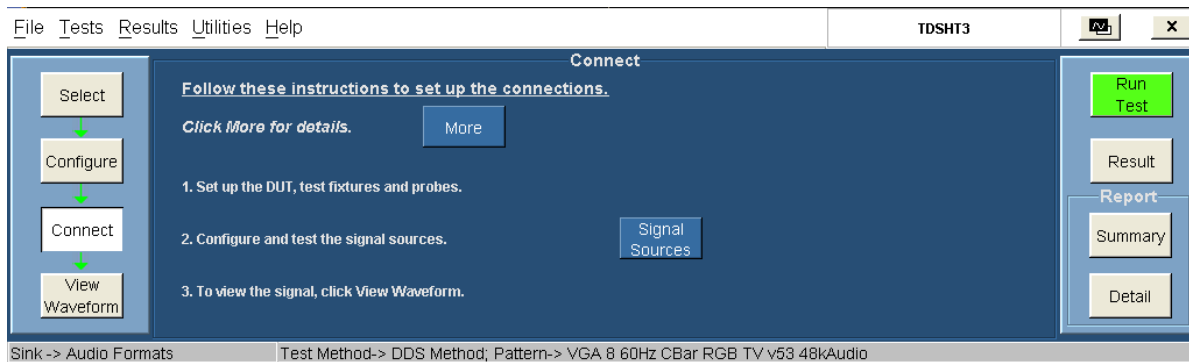 File Tests Results Utilities Help TDSHT3 x
Connect
Select
Configure
Connect
View
Waveform
Follow these instructions to set up the connections.
Click More for details. More
1. Set up the DUT, test fixtures and probes.
2. Configure and test the signal sources. Signal
Sources
3. To view the signal, click View Waveform.
Run
Test
Result
Report
Summary
Detail
Sink -> Audio Formats Test Method-> DDS Method; Pattern-> VGA 8 60Hz CBar RGB TV v53 48kAudio